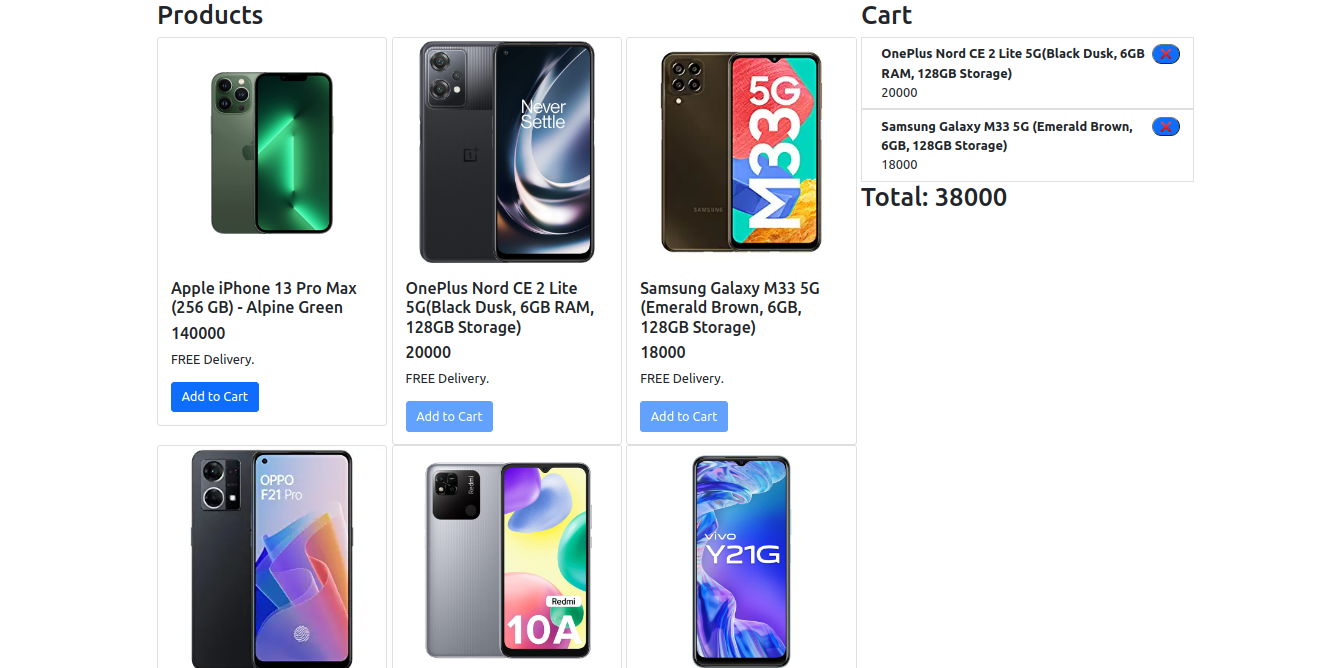 Products
Cart
Never
Settle
5G
M33
SAMSUNG
Apple iPhone 13 Pro Max
(256 GB) - Alpine Green
140000
FREE Delivery.
Add to Cart
OnePlus Nord CE 2 Lite
5G(Black Dusk, 6GB RAM,
128GB Storage)
20000
FREE Delivery.
Add to Cart
Samsung Galaxy M33 5G
(Emerald Brown, 6GB,
128GB Storage)
18000
FREE Delivery.
Add to Cart
OnePlus Nord CE 2 Lite 5G(Black Dusk, 6GB
RAM, 128GB Storage)
20000
Samsung Galaxy M33 5G (Emerald Brown,
6GB, 128GB Storage)
18000
Total: 38000
OPPO
F21 Pro
Redmi
Redmi
10A
vivo
Y21G